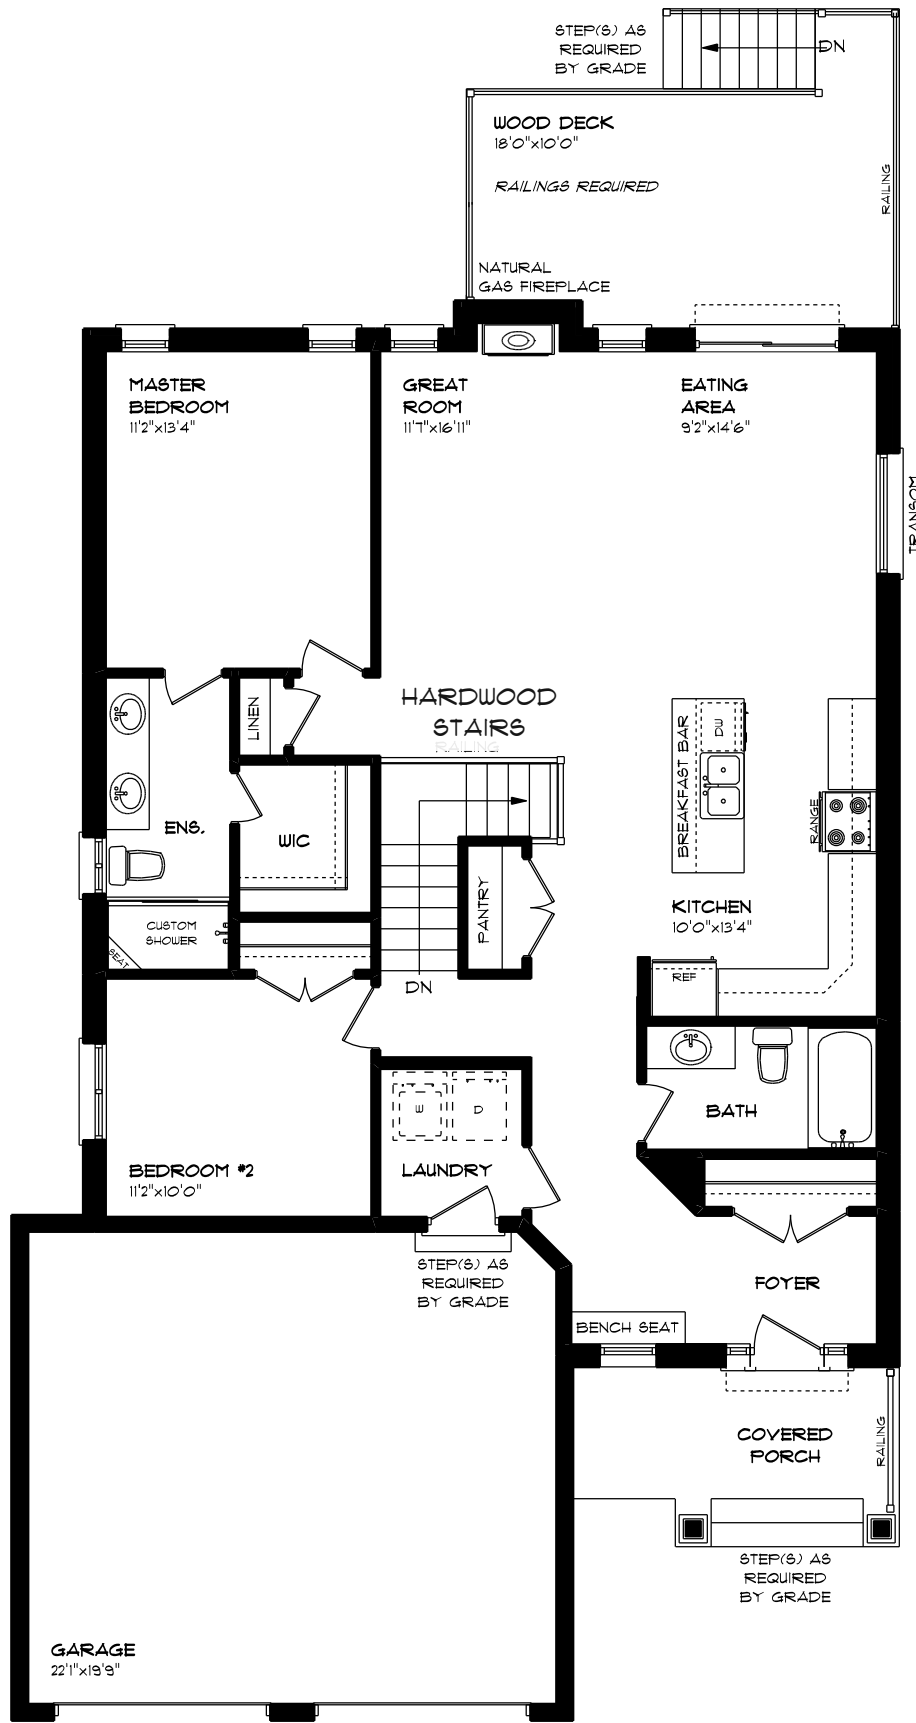 STEP(S) AS
REQUIRED
BY GRADE
DN
WOOD DECK
18'0"x10'0"
RAILINGS REQUIRED
RAILING
NATURAL
GAS FIREPLACE
MASTER
BEDROOM
11'2"x13'4"
GREAT
ROOM
11'7"x16'11"
EATING
AREA
9'2"x14'6"
TRANSOM
LINEN
HARDWOOD
STAIRS
RAILING
BREAKFAST BAR
DW
RANGE
ENS.
WIC
PANTRY
KITCHEN
10'0"x13'4"
CUSTOM
SHOWER
SEAT
REF
DN
W
D
BATH
LAUNDRY
BEDROOM #2
11'2"x10'0"
STEP(S) AS
REQUIRED
BY GRADE
FOYER
BENCH SEAT
COVERED
PORCH
RAILING
STEP(S) AS
REQUIRED
BY GRADE
GARAGE
22'1"x19'9"